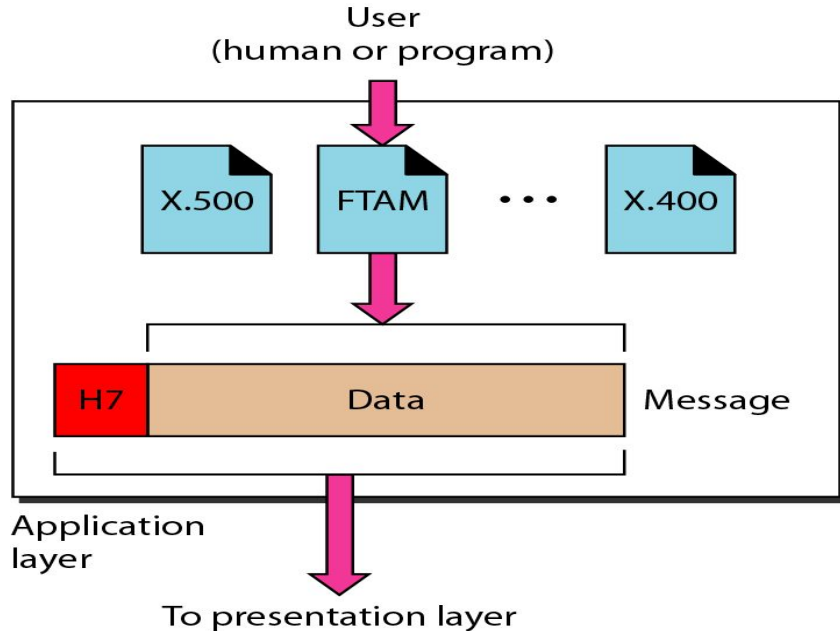 User
(human or program)
X.500
FTAM
...
X.400
H7
Data
Message
Application
layer
To presentation layer